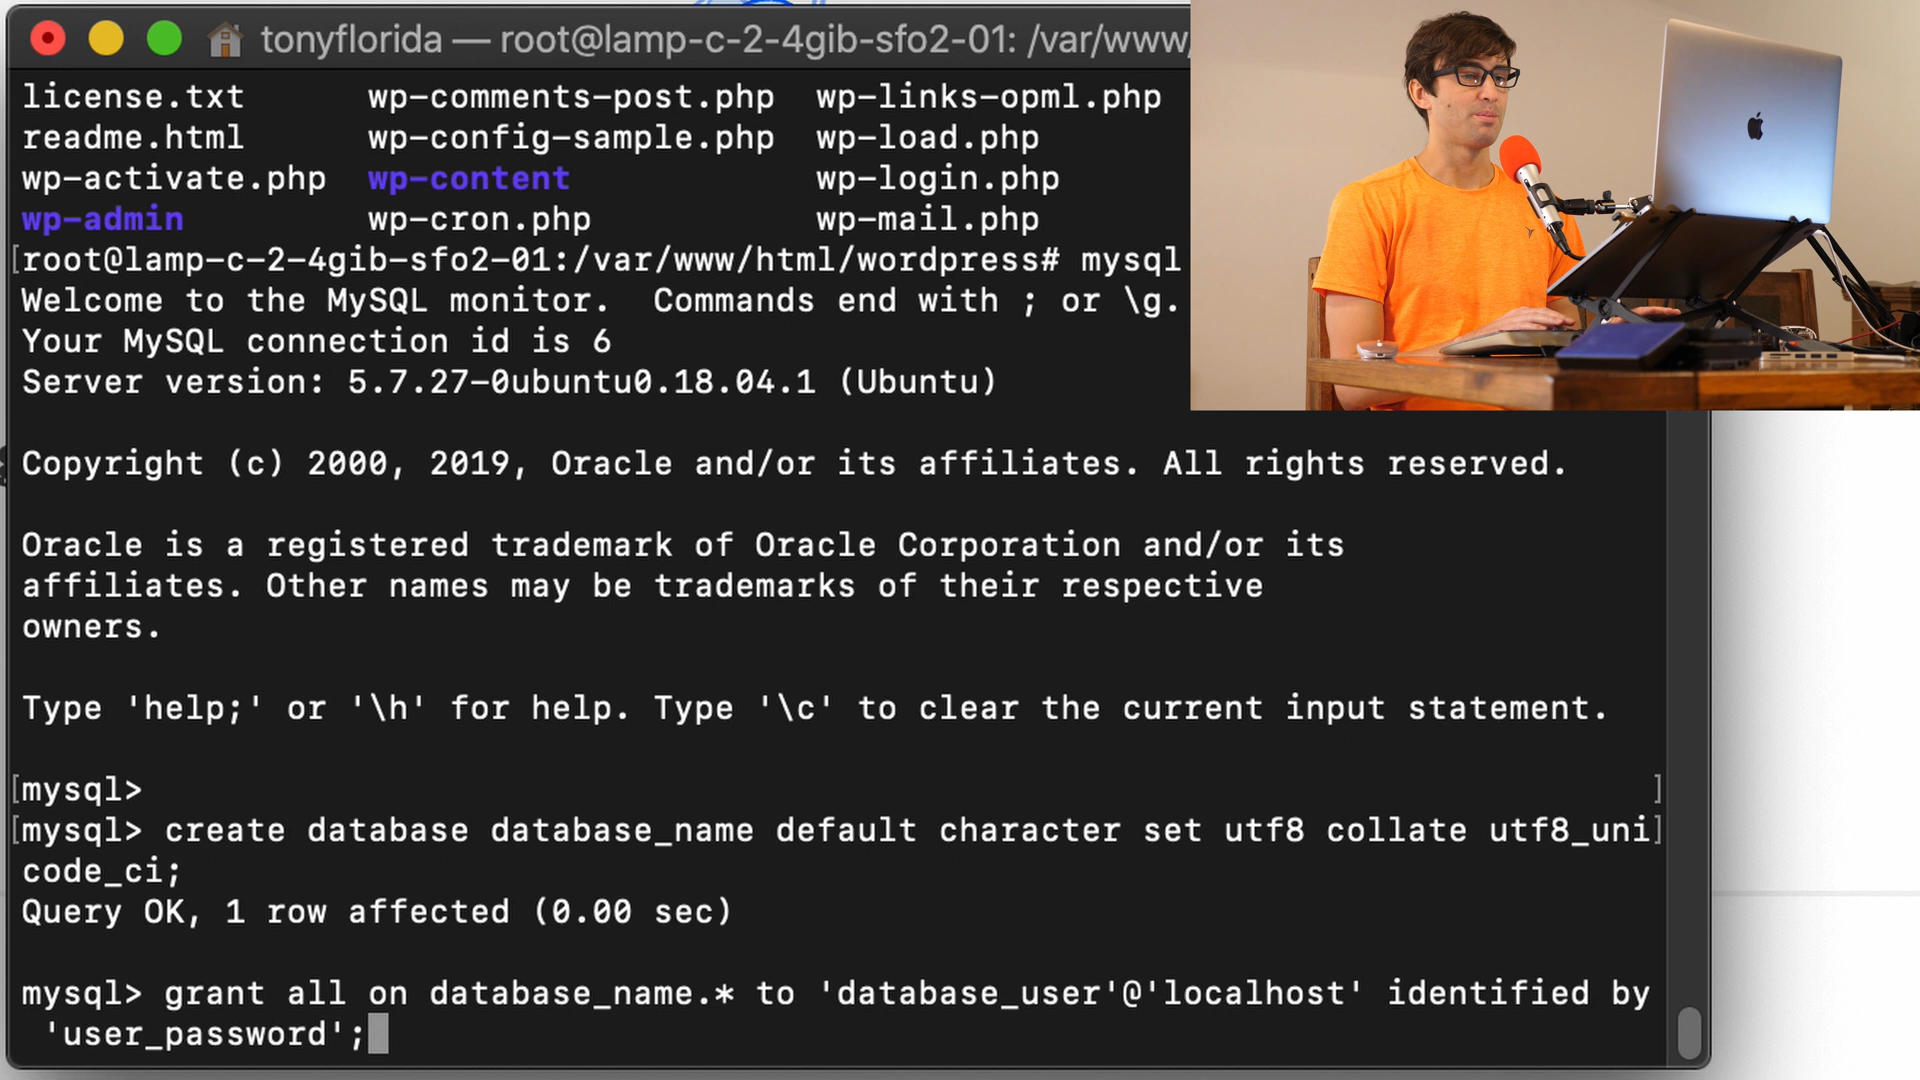 tonyflorida — root@lamp-c-2-4gib-sfo2-01: /var/www/
license.txt wp-comments-post.php wp-links-opml.php
readme.html wp-config-sample.php wp-load.php
wp-activate.php wp-content wp-login.php
wp-admin wp-cron.php wp-mail.php
[root@lamp-c-2-4gib-sfo2-01:/var/www/html/wordpress# mysql
Welcome to the MySQL monitor.  Commands end with ; or \g.
Your MySQL connection id is 6
Server version: 5.7.27-0ubuntu0.18.04.1 (Ubuntu)
Copyright (c) 2000, 2019, Oracle and/or its affiliates. All rights reserved.
Oracle is a registered trademark of Oracle Corporation and/or its
affiliates. Other names may be trademarks of their respective
owners.
Type 'help;' or '\h' for help. Type '\c' to clear the current input statement.
[mysql> ]
[mysql> create database database_name default character set utf8 collate utf8_uni]
code_ci;
Query OK, 1 row affected (0.00 sec)
mysql> grant all on database_name.* to 'database_user'@'localhost' identified by
'user_password';